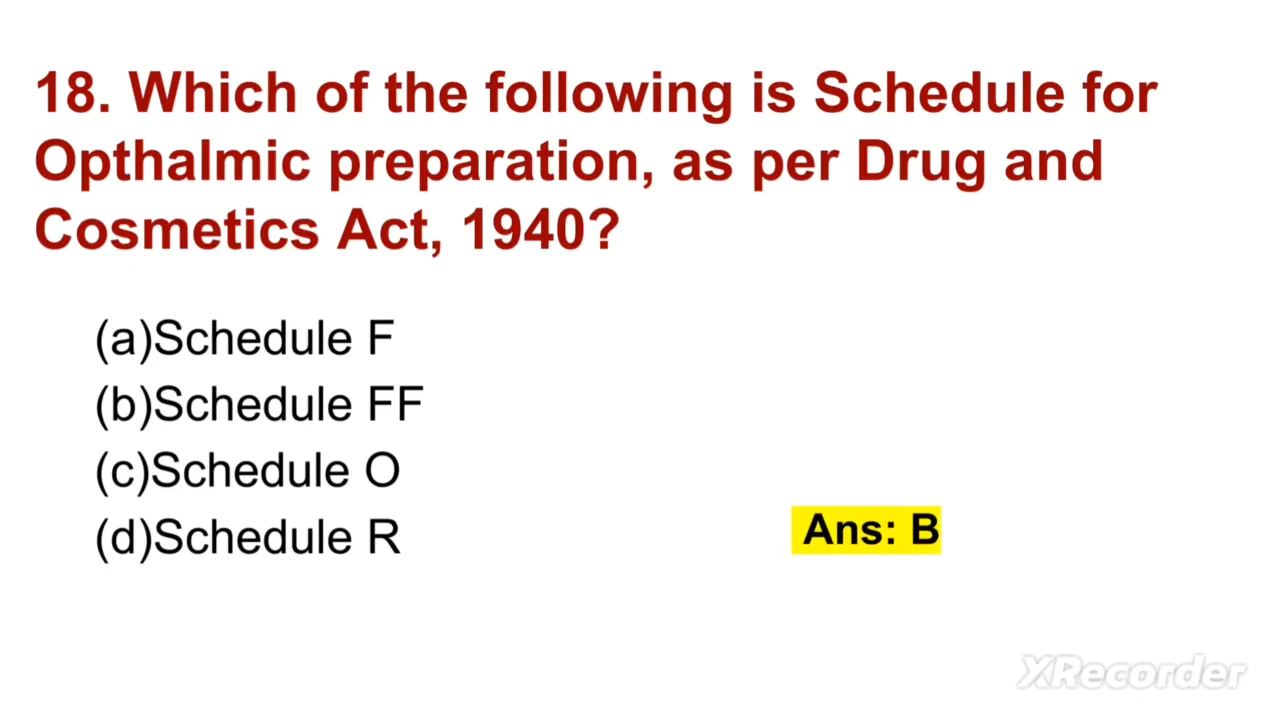 18. Which of the following is Schedule for
Opthalmic preparation, as per Drug and
Cosmetics Act, 1940?
(a)Schedule F
(b)Schedule FF
(c)Schedule O
(d)Schedule R
Ans: B
XRecorder